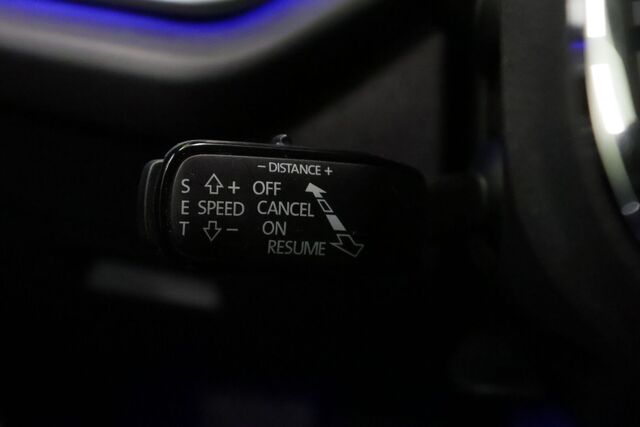 − DISTANCE +
S + OFF
E SPEED CANCEL
T − ON
RESUME